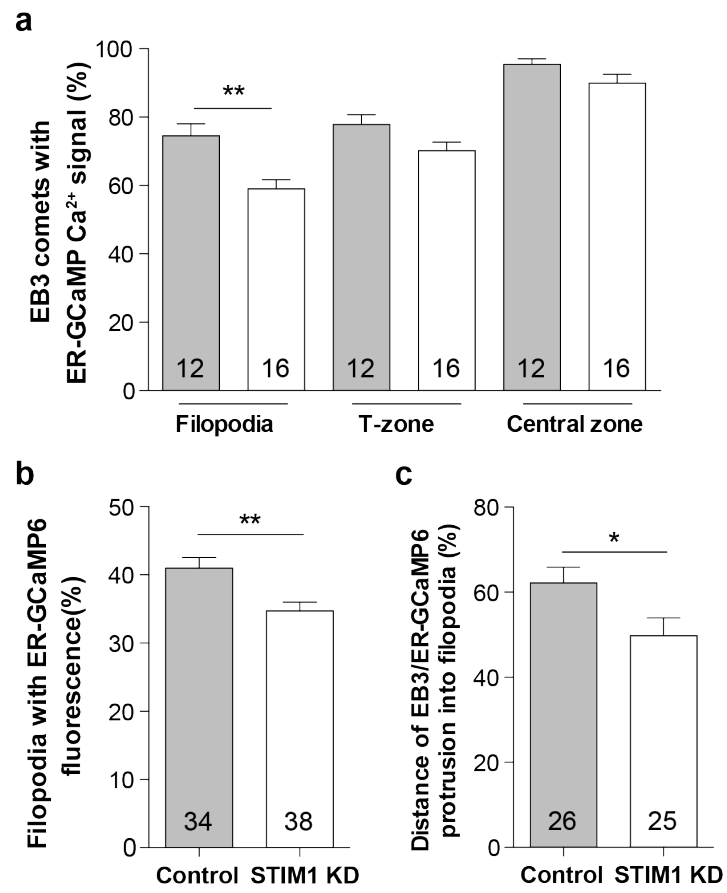 a
EB3 comets with
ER-GCaMP Ca²⁺ signal (%)
100
80
60
40
20
0
**
12
16
12
16
12
16
Filopodia
T-zone
Central zone
b
Filopodia with ER-GCaMP6
fluorescence(%)
50
40
30
20
10
0
**
34
38
Control
STIM1 KD
c
Distance of EB3/ER-GCaMP6
protrusion into filopodia (%)
80
60
40
20
0
*
26
25
Control
STIM1 KD